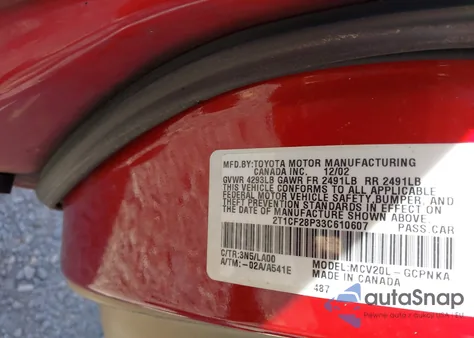 MFD.BY:TOYOTA MOTOR MANUFACTURING
CANADA INC. 12/02
GVWR 4293LB GAWR FR 2491LB RR 2491LB
THIS VEHICLE CONFORMS TO ALL APPLICABLE
FEDERAL MOTOR VEHICLE SAFETY,BUMPER, AND
THEFT PREVENTION STANDARDS IN EFFECT ON
THE DATE OF MANUFACTURE SHOWN ABOVE.
2T1CF28P33C610607 PASS.CAR
C/TR:3N5/LA00 MODEL:MCV20L-GCPNKA
A/TM:-02A/A541E MADE IN CANADA
487
autoSnap